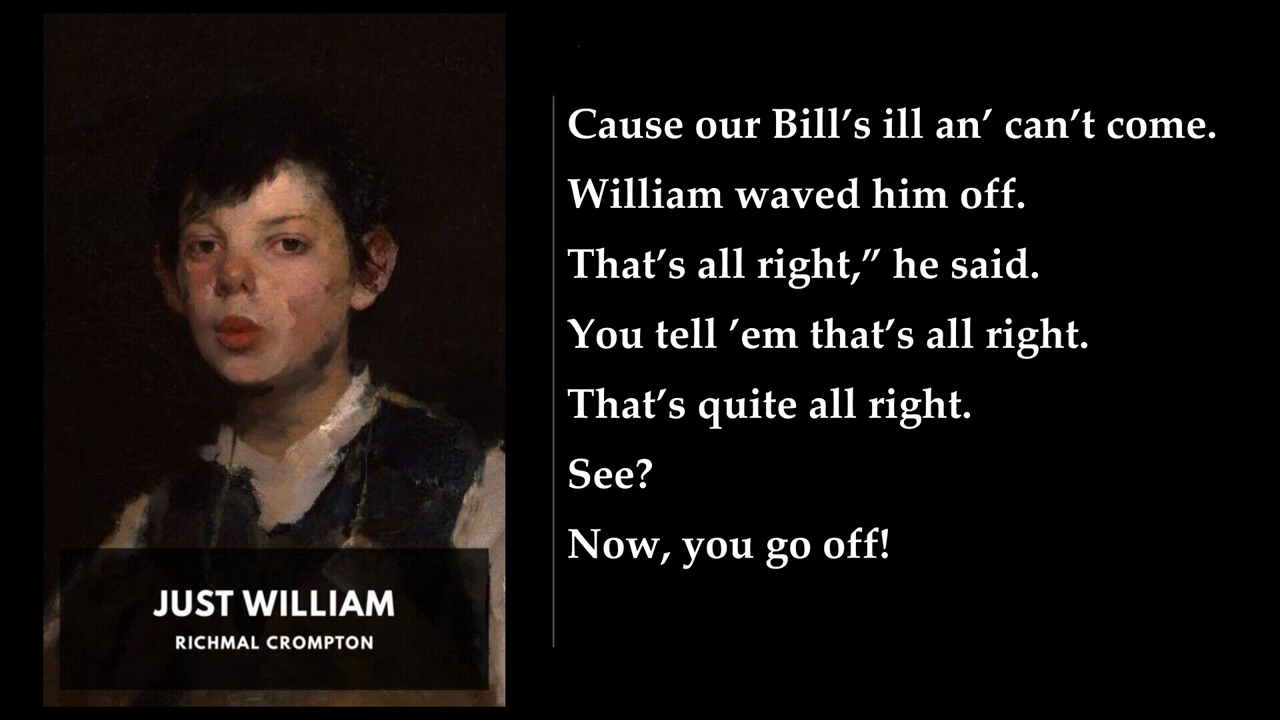 JUST WILLIAM
RICHMAL CROMPTON
Cause our Bill’s ill an’ can’t come.
William waved him off.
That’s all right,” he said.
You tell ’em that’s all right.
That’s quite all right.
See?
Now, you go off!